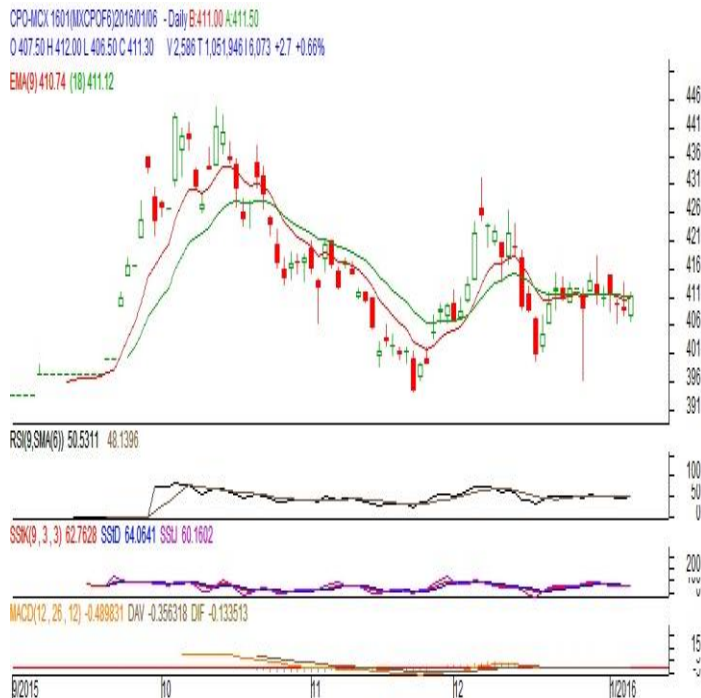 CPO-MCX 1601(MXCPOF6)2016/01/06 - Daily B:411.00 A:411.50
O 407.50 H 412.00 L 406.50 C 411.30 V 2,586 T 1,051,946 I 6,073 +2.7 +0.66%
EMA(9) 410.74 (18) 411.12
446
441
436
431
426
421
416
411
406
401
396
391
RSI(9,SMA(6)) 50.5311 48.1396
100
50
0
SStK(9, 3, 3) 62.7628 SStD 64.0641 SStJ 60.1602
200
100
0
MACD(12, 26, 12) -0.489831 DAV -0.356318 DIF -0.133513
15
9/2015 10 11 12 1/2016